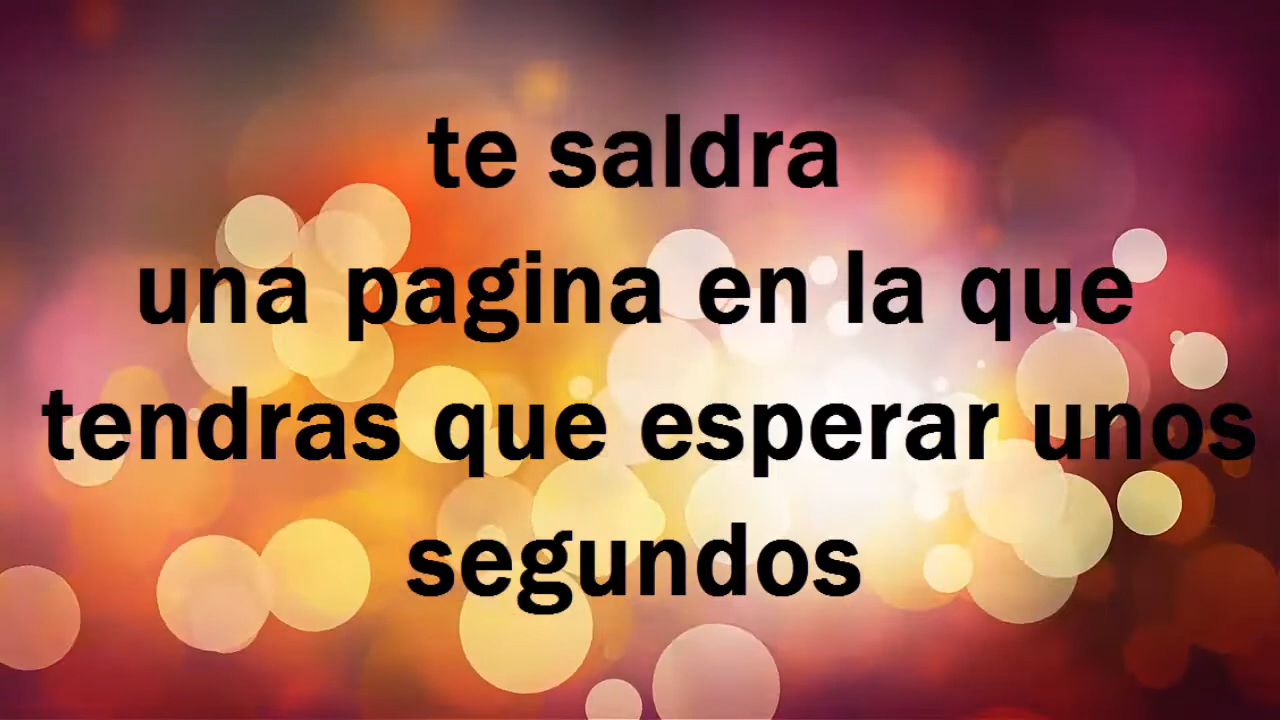 te saldra
una pagina en la que
tendras que esperar unos
segundos